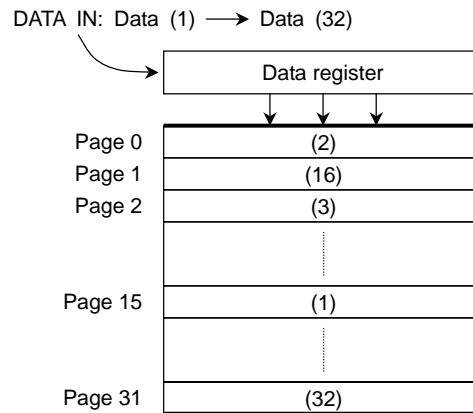 DATA IN: Data (1) → Data (32)
Data register
Page 0 (2)
Page 1 (16)
Page 2 (3)
Page 15 (1)
Page 31 (32)